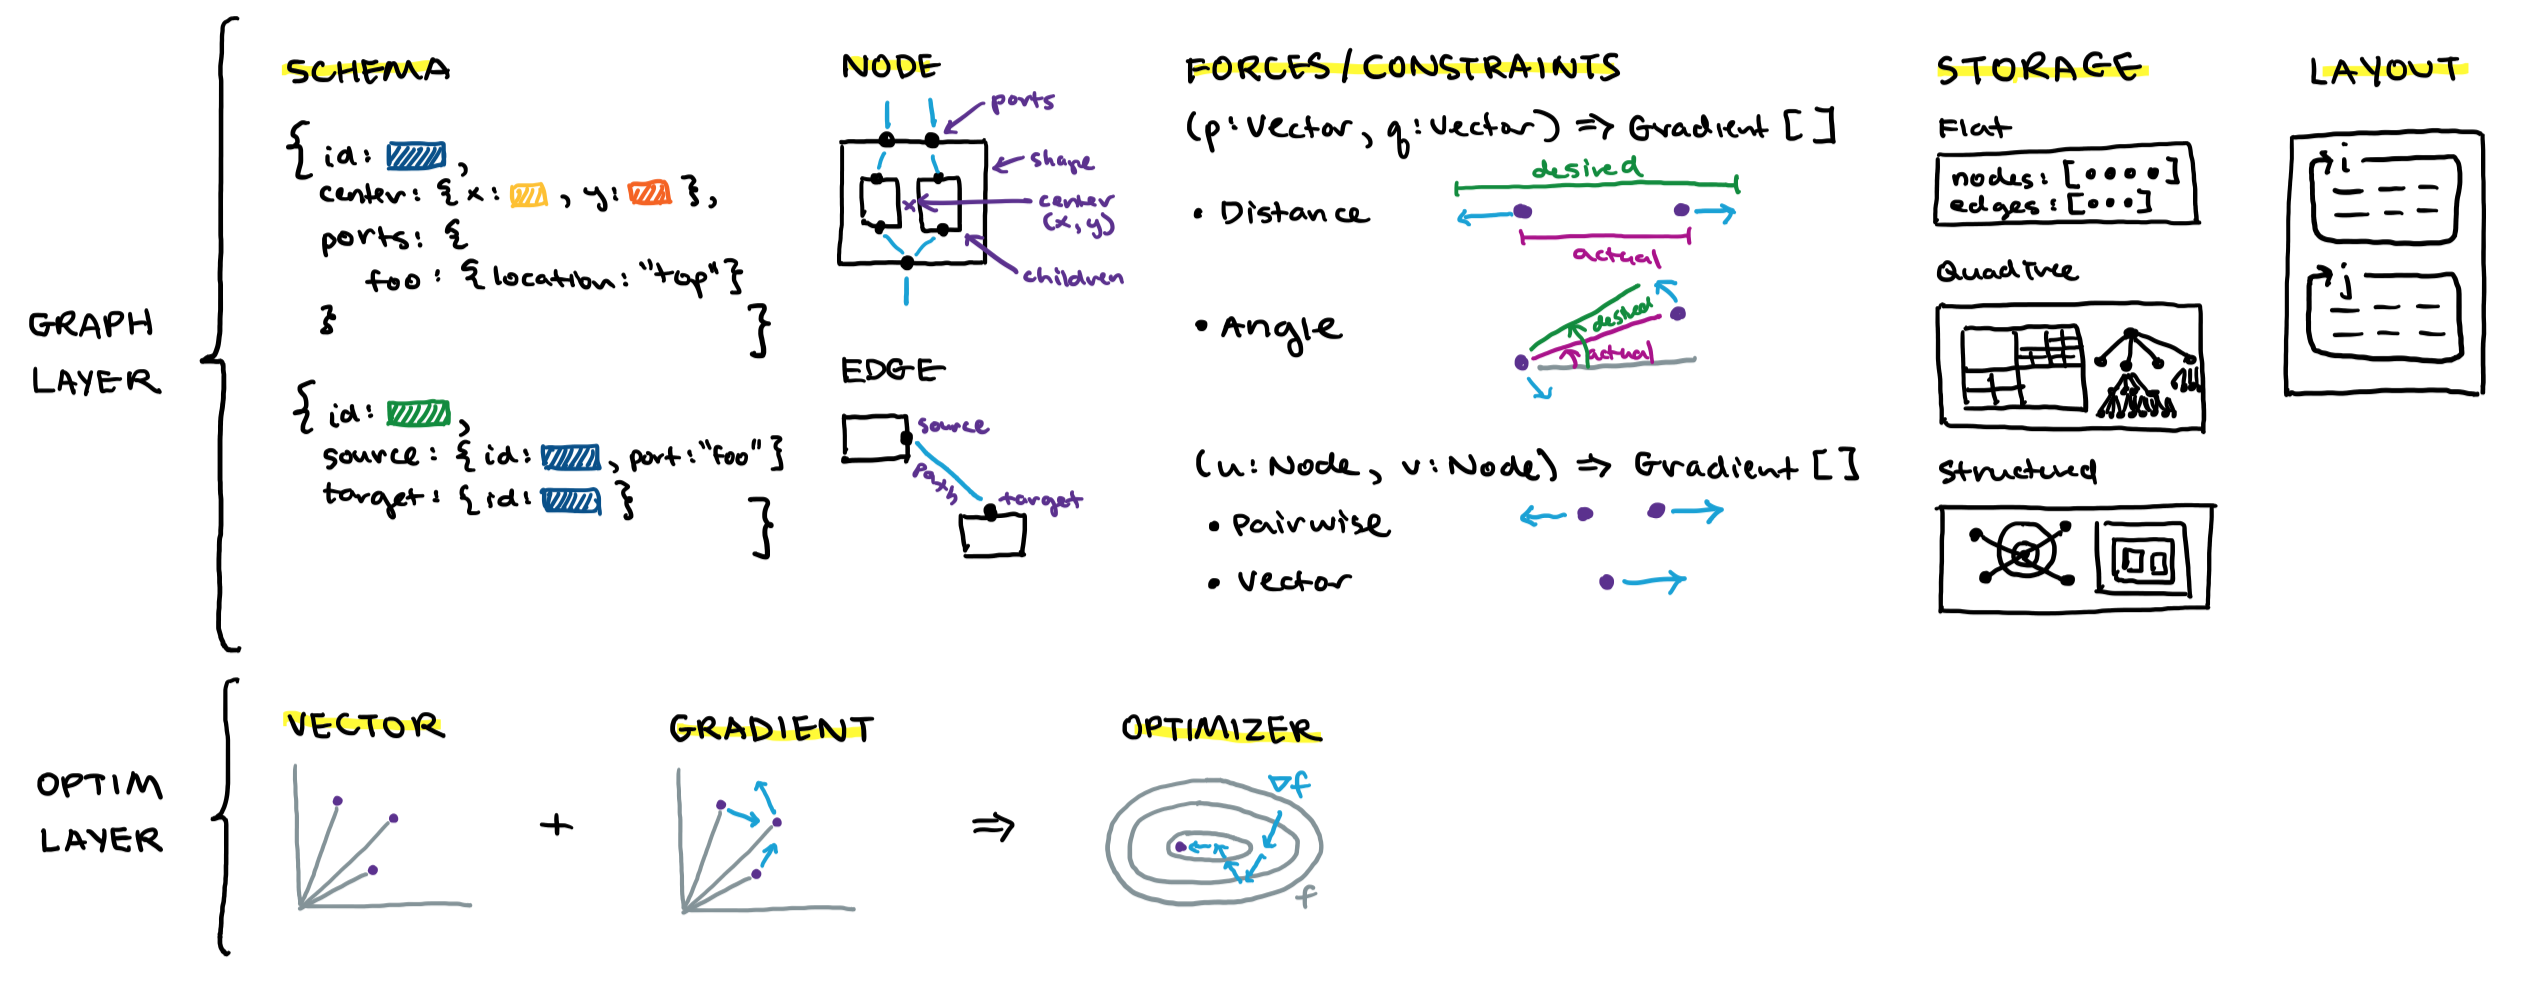 GRAPH
LAYER
SCHEMA
{ id: ,
center: { x: , y: },
ports: {
foo: { location: "top" }
}
}
{ id: ,
source: { id: , port: "foo" }
target: { id: }
}
NODE
ports
shape
center
(x,y)
children
EDGE
source
path
target
FORCES/CONSTRAINTS
(p: Vector, q: Vector) => Gradient []
desired
• Distance
actual
• Angle
desired
actual
(u: Node, v: Node) => Gradient []
• Pairwise
• Vector
STORAGE
Flat
nodes: [••••]
edges: [•••]
Quadtree
Structured
LAYOUT
i
j
OPTIM
LAYER
VECTOR
+
GRADIENT
=>
OPTIMIZER
∇f
f